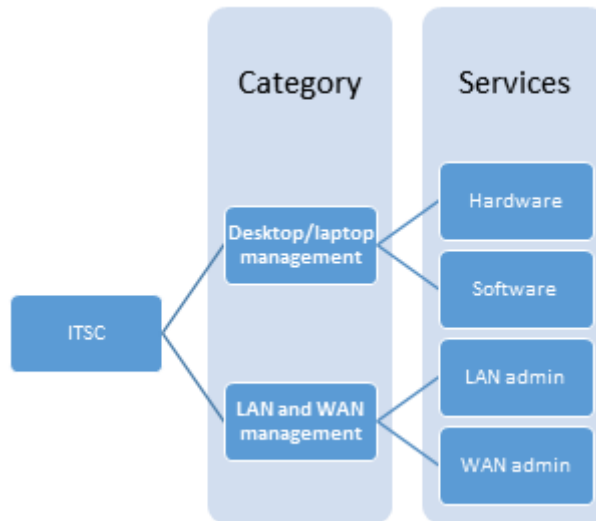 Category
Services
Hardware
Desktop/laptop
management
Software
ITSC
LAN admin
LAN and WAN
management
WAN admin